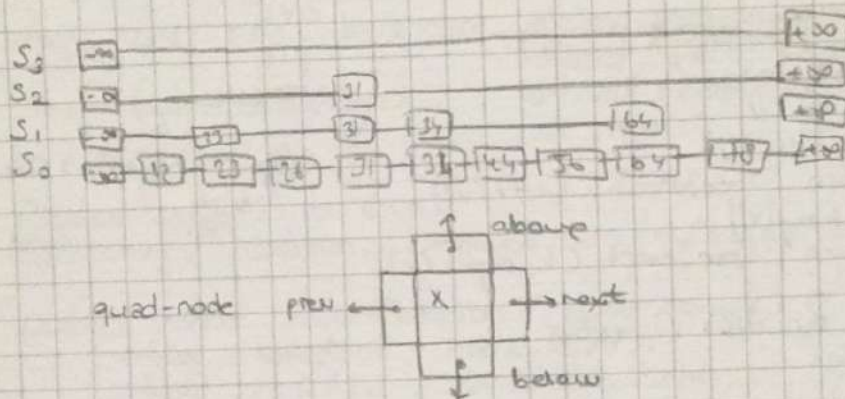 S3 -∞ +∞
S2 -∞ 31 +∞
S1 -∞ 23 31 34 64 +∞
S0 -∞ 12 23 26 31 34 44 56 64 78 +∞
above
quad-node prev x next
below